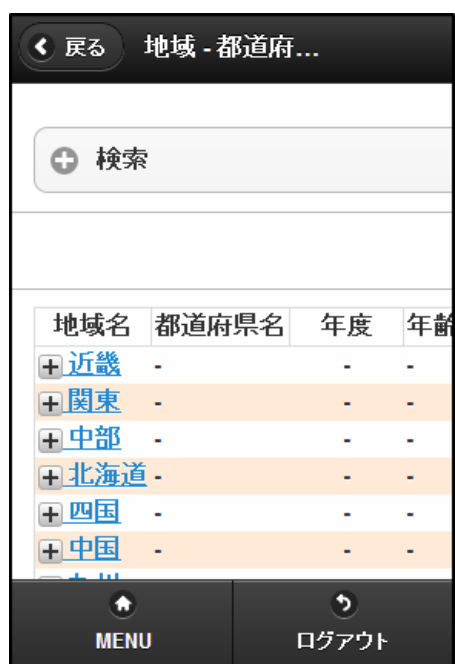 戻る 地域 - 都道府...
検索
地域名 都道府県名 年度 年齢
近畿 - - -
関東 - - -
中部 - - -
北海道 - - -
四国 - - -
中国 - - -
MENU ログアウト